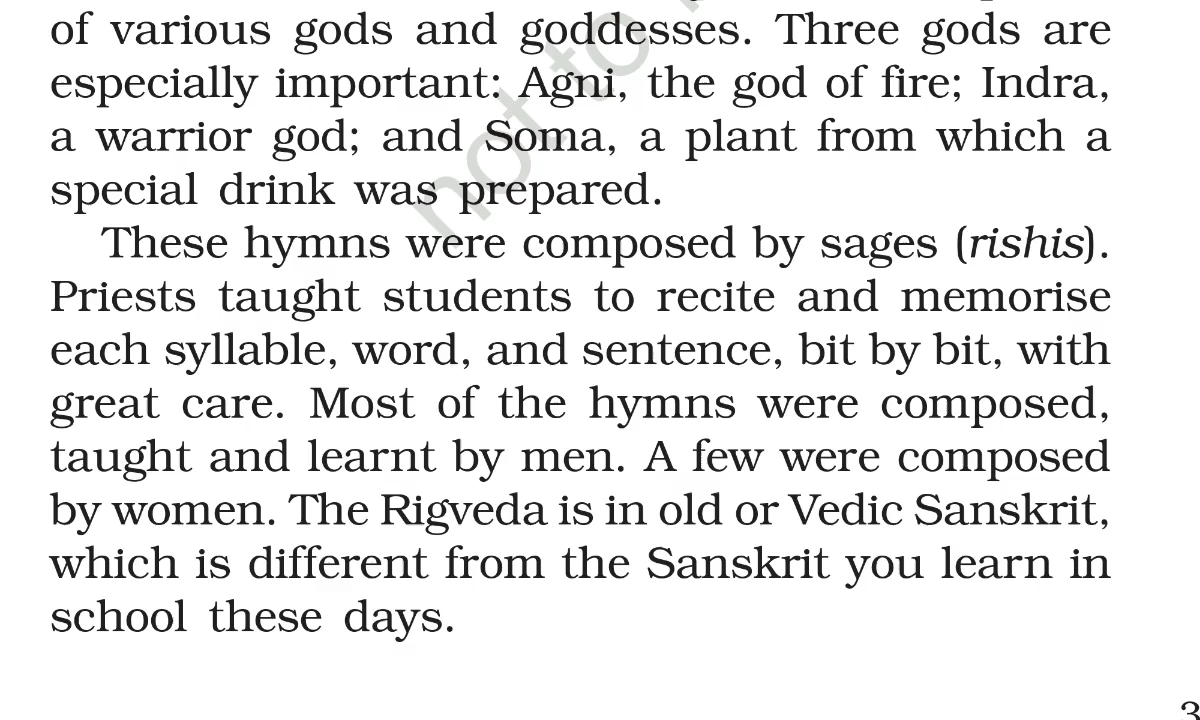 of various gods and goddesses. Three gods are
especially important: Agni, the god of fire; Indra,
a warrior god; and Soma, a plant from which a
special drink was prepared.
These hymns were composed by sages (rishis).
Priests taught students to recite and memorise
each syllable, word, and sentence, bit by bit, with
great care. Most of the hymns were composed,
taught and learnt by men. A few were composed
by women. The Rigveda is in old or Vedic Sanskrit,
which is different from the Sanskrit you learn in
school these days.
not to